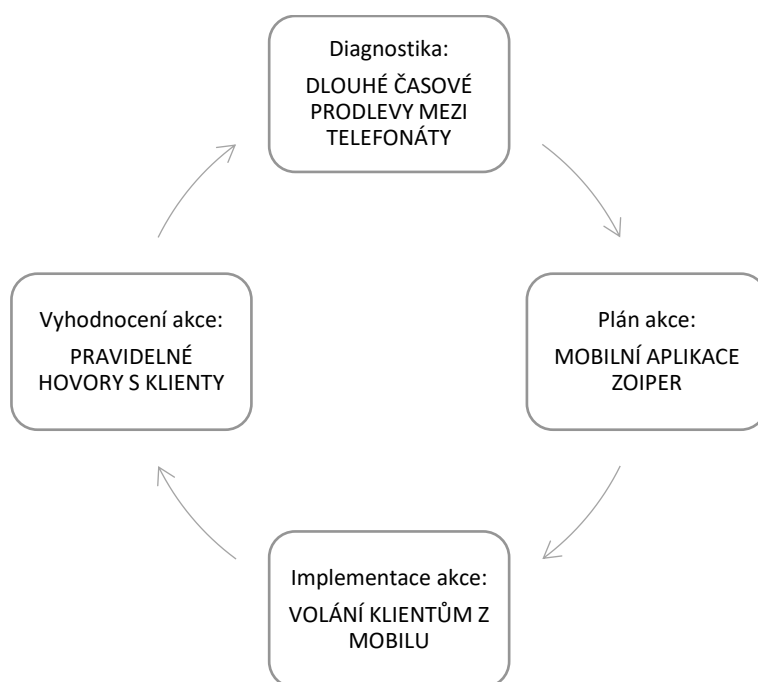 Diagnostika:
DLOUHÉ ČASOVÉ
PRODLEVY MEZI
TELEFONÁTY
Plán akce:
MOBILNÍ APLIKACE
ZOIPER
Implementace akce:
VOLÁNÍ KLIENTŮM Z
MOBILU
Vyhodnocení akce:
PRAVIDELNÉ
HOVORY S KLIENTY